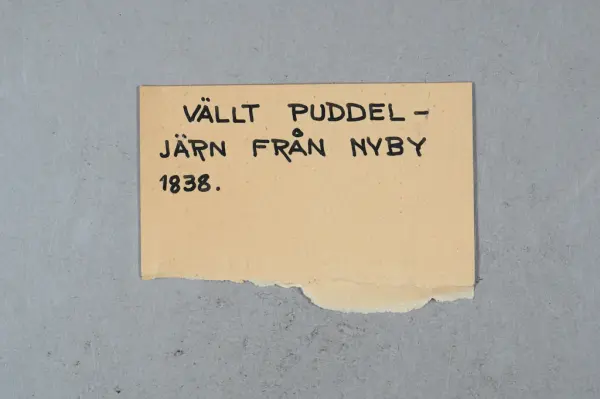 VÄLLT PUDDEL-
JÄRN FRÅN NYBY
1838.